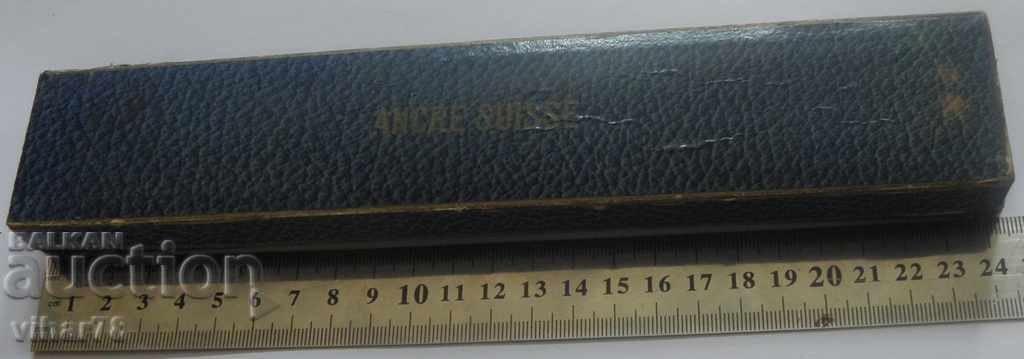 ANCRE SUISSE
BALKAN
auction
vihar78
cm 1 2 3 4 5 6 7 8 9 10 11 12 13 14 15 16 17 18 19 20 21 22 23 24